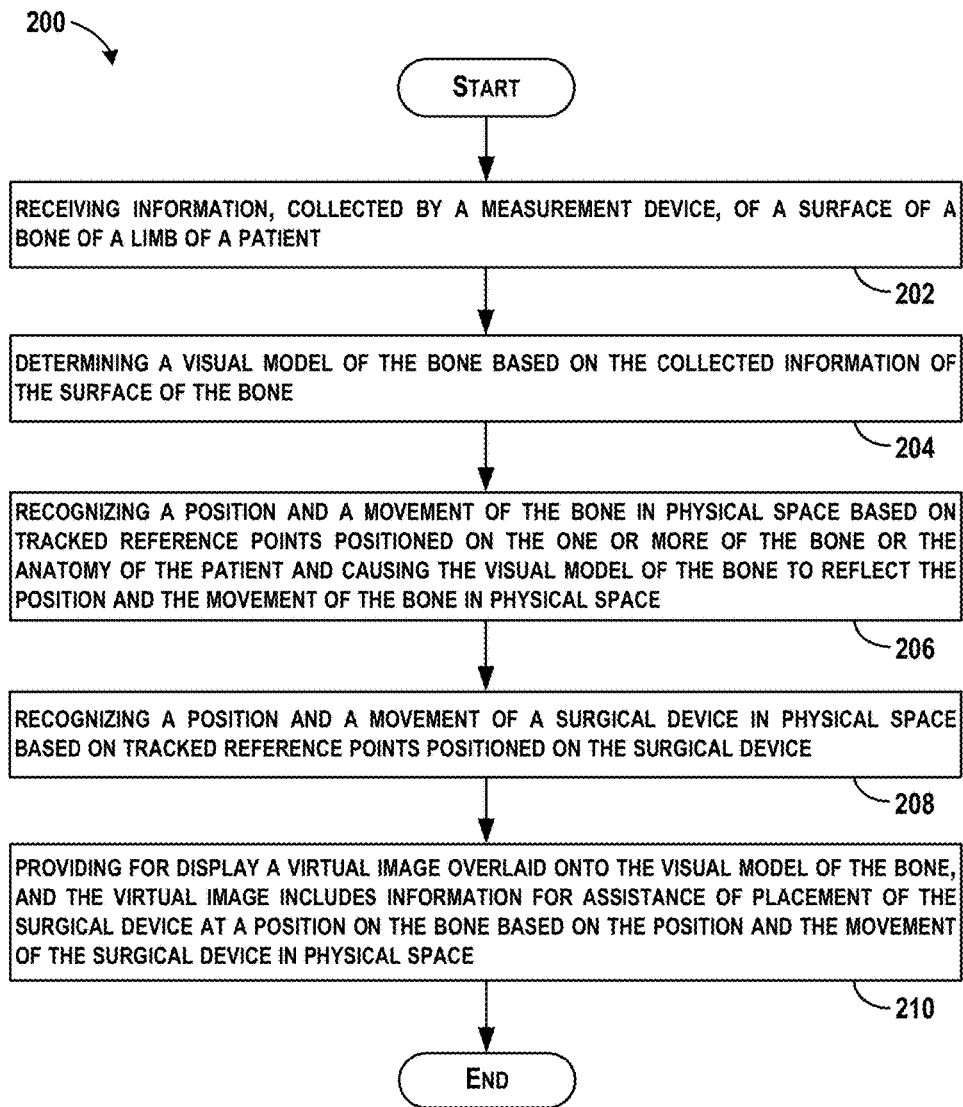 200
START
RECEIVING INFORMATION, COLLECTED BY A MEASUREMENT DEVICE, OF A SURFACE OF A
BONE OF A LIMB OF A PATIENT
202
DETERMINING A VISUAL MODEL OF THE BONE BASED ON THE COLLECTED INFORMATION OF
THE SURFACE OF THE BONE
204
RECOGNIZING A POSITION AND A MOVEMENT OF THE BONE IN PHYSICAL SPACE BASED ON
TRACKED REFERENCE POINTS POSITIONED ON THE ONE OR MORE OF THE BONE OR THE
ANATOMY OF THE PATIENT AND CAUSING THE VISUAL MODEL OF THE BONE TO REFLECT THE
POSITION AND THE MOVEMENT OF THE BONE IN PHYSICAL SPACE
206
RECOGNIZING A POSITION AND A MOVEMENT OF A SURGICAL DEVICE IN PHYSICAL SPACE
BASED ON TRACKED REFERENCE POINTS POSITIONED ON THE SURGICAL DEVICE
208
PROVIDING FOR DISPLAY A VIRTUAL IMAGE OVERLAID ONTO THE VISUAL MODEL OF THE BONE,
AND THE VIRTUAL IMAGE INCLUDES INFORMATION FOR ASSISTANCE OF PLACEMENT OF THE
SURGICAL DEVICE AT A POSITION ON THE BONE BASED ON THE POSITION AND THE MOVEMENT
OF THE SURGICAL DEVICE IN PHYSICAL SPACE
210
END